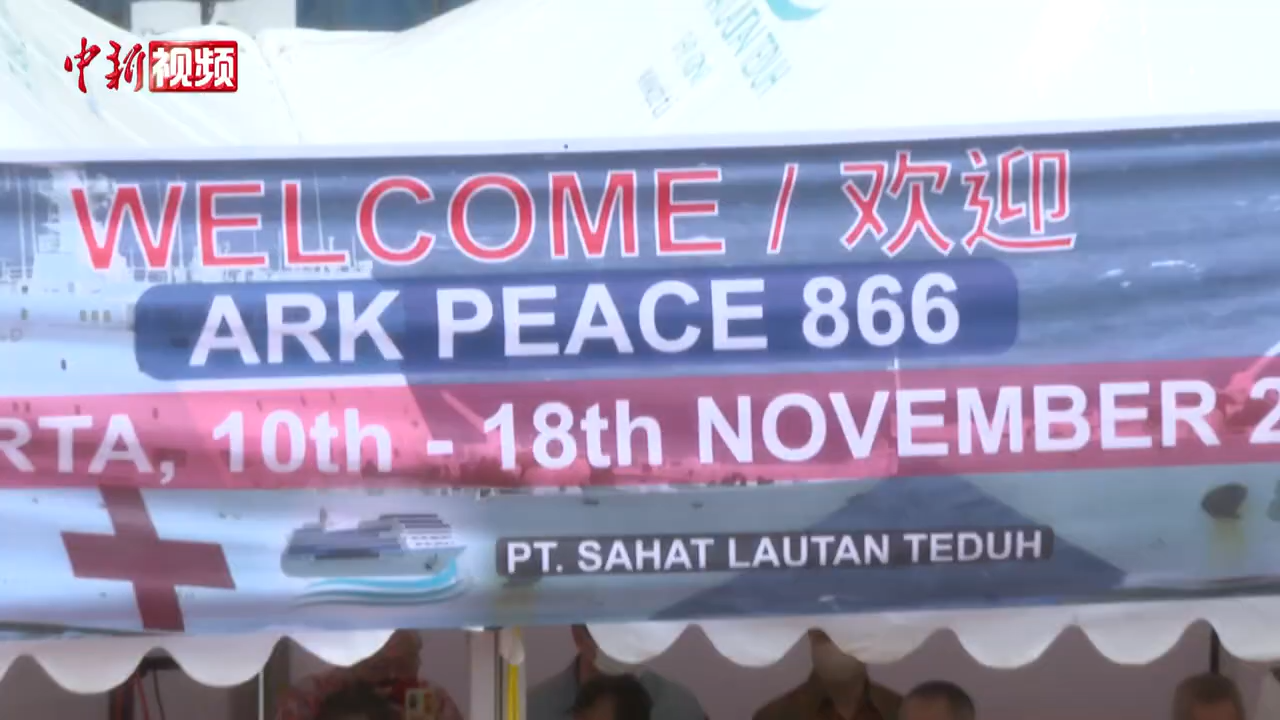 中新视频
WELCOME / 欢迎
ARK PEACE 866
RTA, 10th - 18th NOVEMBER 2
PT. SAHAT LAUTAN TEDUH